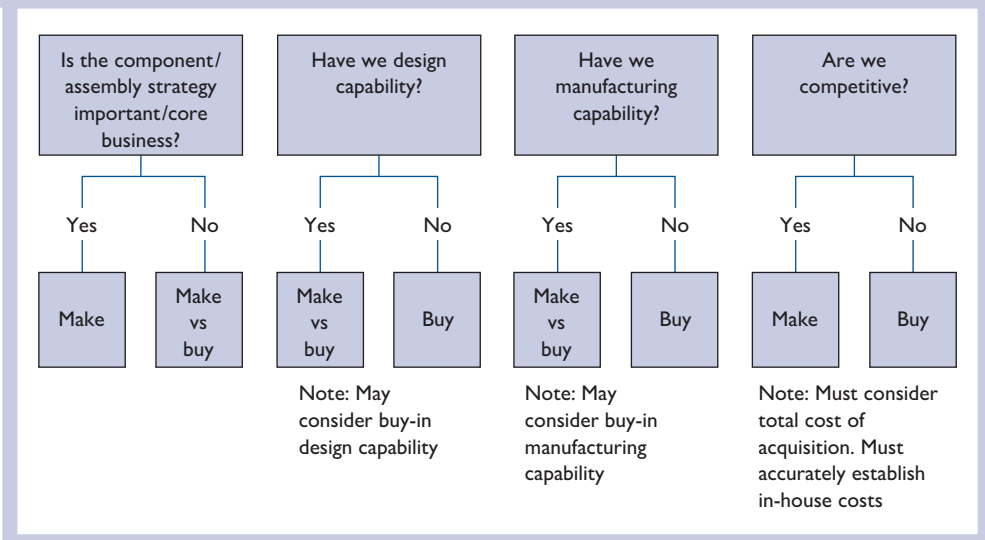 Is the component/
assembly strategy
important/core
business?
Have we design
capability?
Have we
manufacturing
capability?
Are we
competitive?
Yes
No
Yes
No
Yes
No
Yes
No
Make
Make
vs
buy
Make
vs
buy
Buy
Make
vs
buy
Buy
Make
Buy
Note: May
consider buy-in
design capability
Note: May
consider buy-in
manufacturing
capability
Note: Must consider
total cost of
acquisition. Must
accurately establish
in-house costs